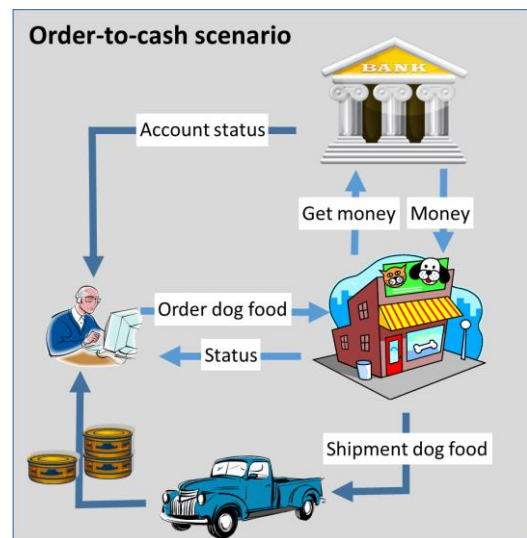 Order-to-cash scenario
BANK
Account status
Get money
Money
Order dog food
Status
Shipment dog food